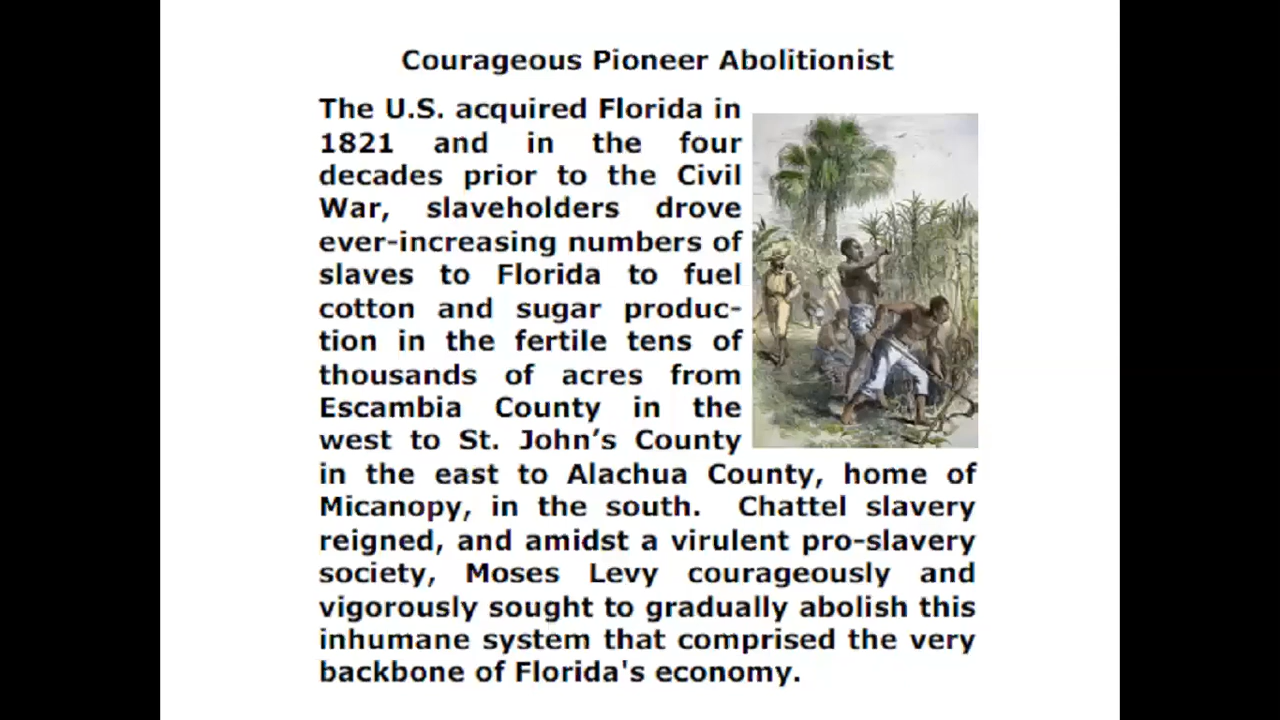 Courageous Pioneer Abolitionist
The U.S. acquired Florida in
1821 and in the four
decades prior to the Civil
War, slaveholders drove
ever-increasing numbers of
slaves to Florida to fuel
cotton and sugar produc-
tion in the fertile tens of
thousands of acres from
Escambia County in the
west to St. John’s County
in the east to Alachua County, home of
Micanopy, in the south. Chattel slavery
reigned, and amidst a virulent pro-slavery
society, Moses Levy courageously and
vigorously sought to gradually abolish this
inhumane system that comprised the very
backbone of Florida's economy.